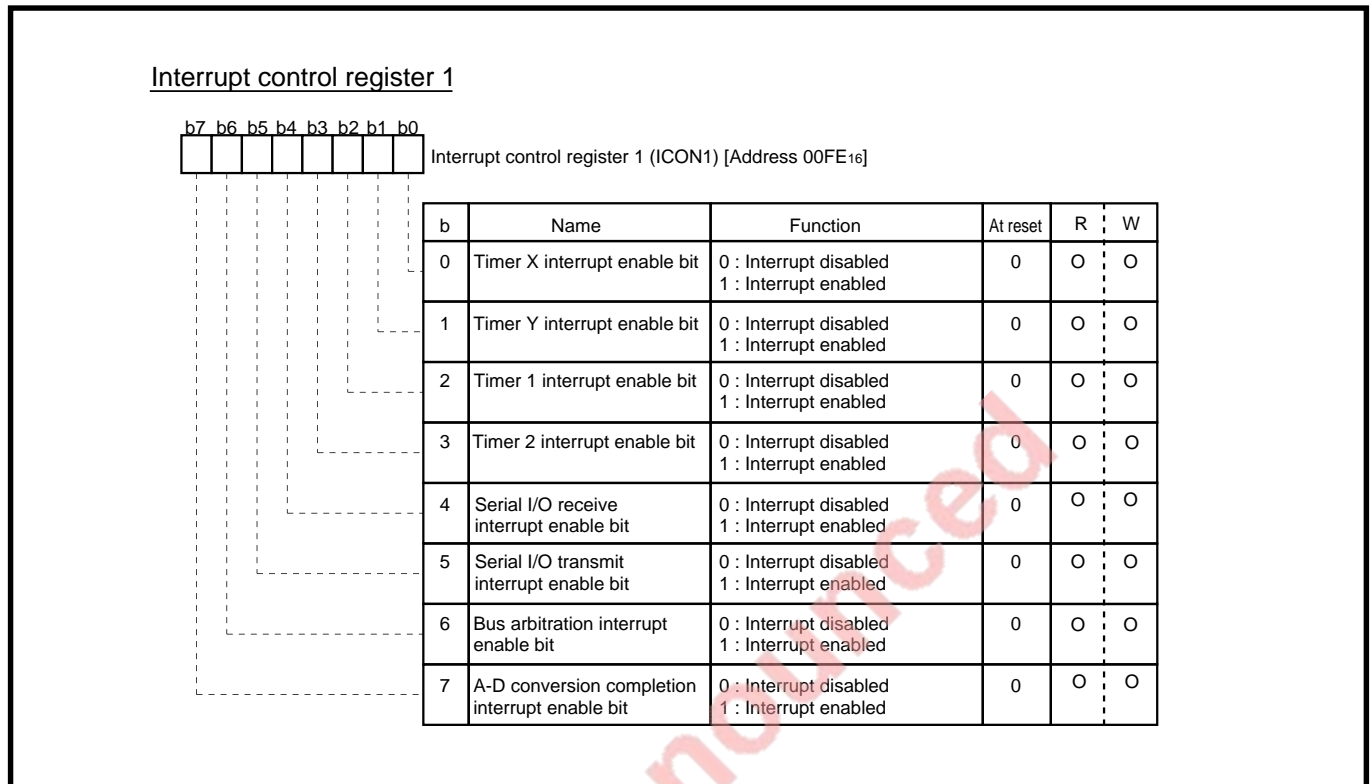 Interrupt control register 1
b7 b6 b5 b4 b3 b2 b1 b0
Interrupt control register 1 (ICON1) [Address 00FE16]
b Name Function At reset R W
0 Timer X interrupt enable bit 0 : Interrupt disabled 0 O O
1 : Interrupt enabled
1 Timer Y interrupt enable bit 0 : Interrupt disabled 0 O O
1 : Interrupt enabled
2 Timer 1 interrupt enable bit 0 : Interrupt disabled 0 O O
1 : Interrupt enabled
3 Timer 2 interrupt enable bit 0 : Interrupt disabled 0 O O
1 : Interrupt enabled
4 Serial I/O receive 0 : Interrupt disabled 0 O O
interrupt enable bit 1 : Interrupt enabled
5 Serial I/O transmit 0 : Interrupt disabled 0 O O
interrupt enable bit 1 : Interrupt enabled
6 Bus arbitration interrupt 0 : Interrupt disabled 0 O O
enable bit 1 : Interrupt enabled
7 A-D conversion completion 0 : Interrupt disabled 0 O O
interrupt enable bit 1 : Interrupt enabled
nounced